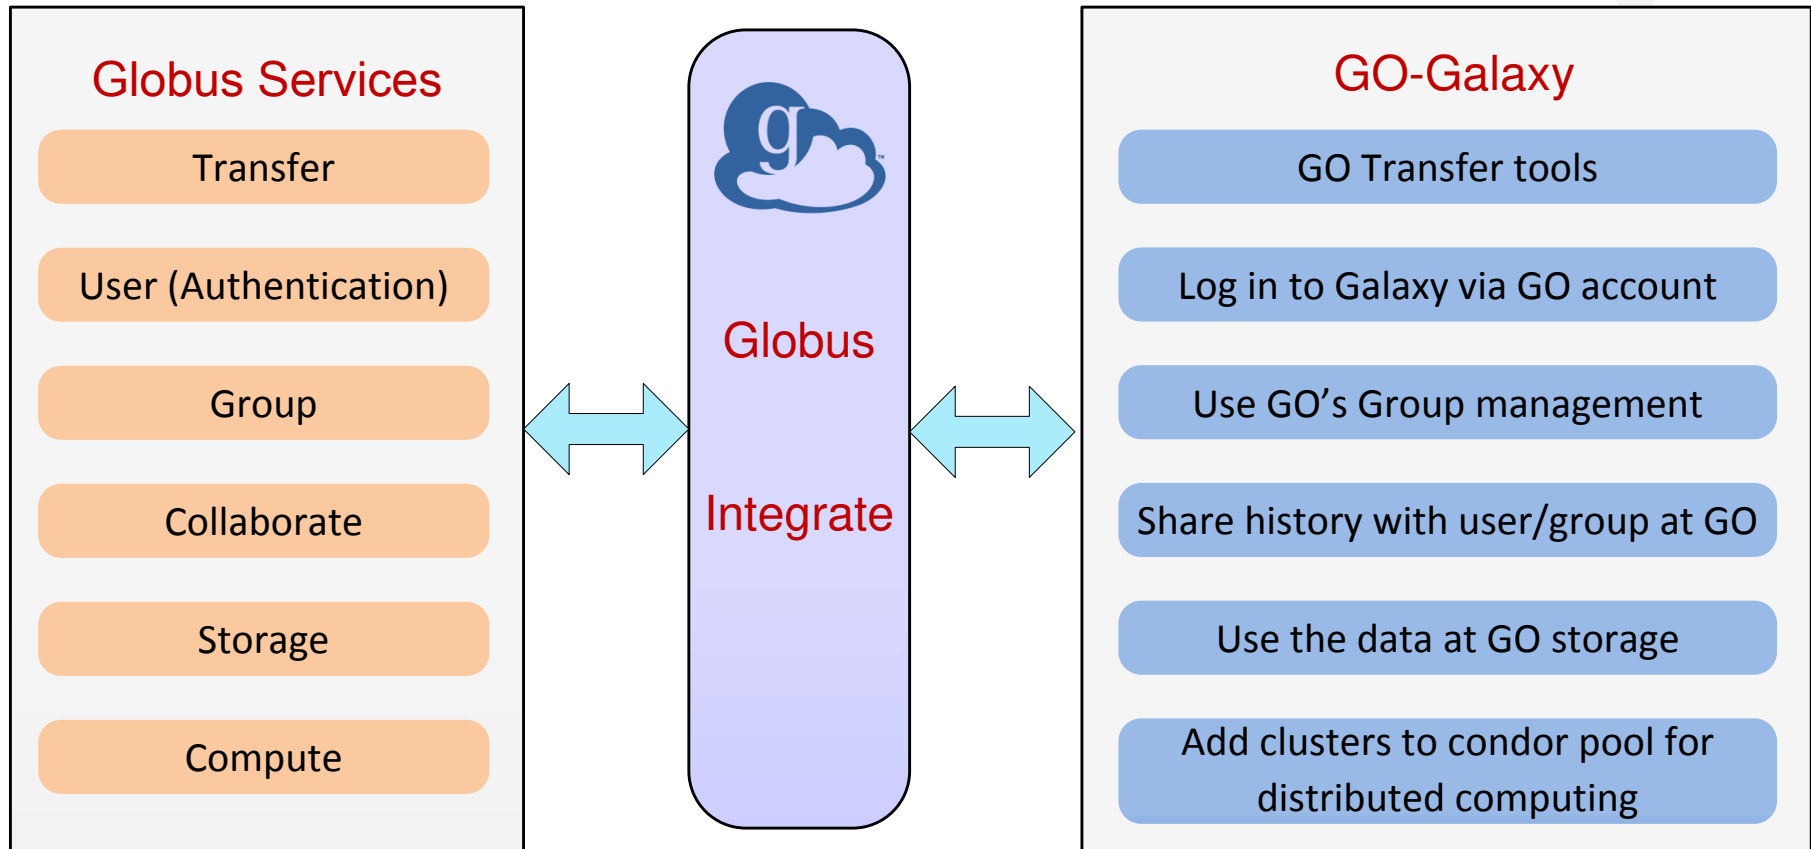 Globus Services
Transfer
User (Authentication)
Group
Collaborate
Storage
Compute
g
™
Globus
Integrate
GO-Galaxy
GO Transfer tools
Log in to Galaxy via GO account
Use GO’s Group management
Share history with user/group at GO
Use the data at GO storage
Add clusters to condor pool for
distributed computing